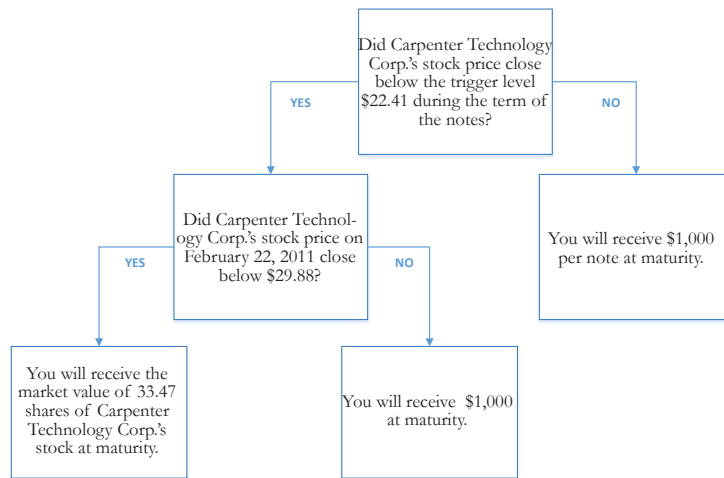 Did Carpenter Technology
Corp.'s stock price close
below the trigger level
$22.41 during the term of
the notes?
YES
NO
Did Carpenter Technol-
ogy Corp.'s stock price on
February 22, 2011 close
below $29.88?
You will receive $1,000
per note at maturity.
YES
NO
You will receive the
market value of 33.47
shares of Carpenter
Technology Corp.'s
stock at maturity.
You will receive $1,000
at maturity.